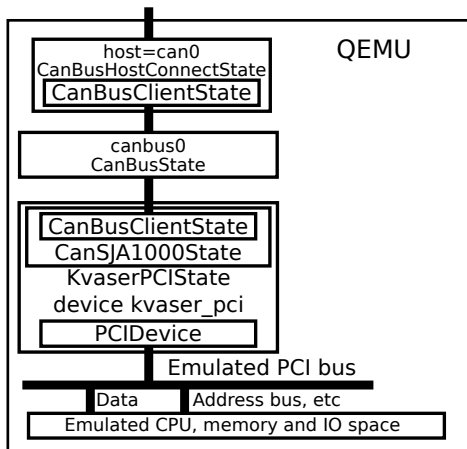 QEMU
host=can0
CanBusHostConnectState
CanBusClientState
canbus0
CanBusState
CanBusClientState
CanSJA1000State
KvaserPCIState
device kvaser_pci
PCIDevice
Emulated PCI bus
Data
Address bus, etc
Emulated CPU, memory and IO space